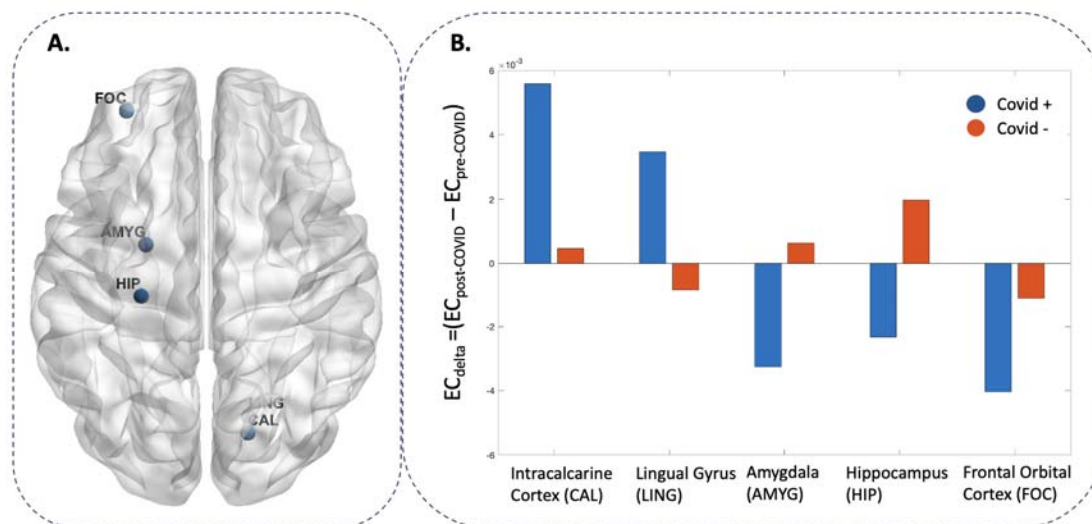 A.
FOC
AMYG
HIP
LING
CAL
B.
×10⁻³
6
4
2
0
-2
-4
-6
EC_delta =(EC_post-COVID – EC_pre-COVID)
Covid +
Covid -
Intracalcarine
Cortex (CAL)
Lingual Gyrus
(LING)
Amygdala
(AMYG)
Hippocampus
(HIP)
Frontal Orbital
Cortex (FOC)